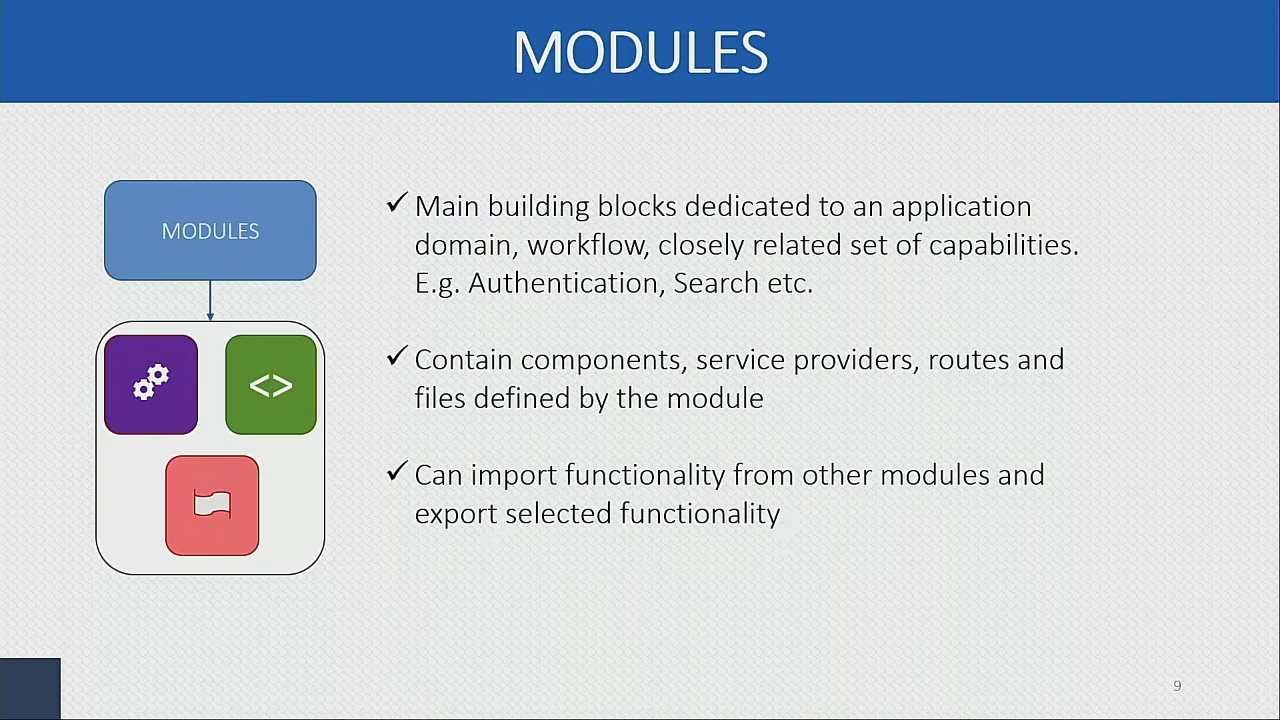 MODULES
MODULES
✓ Main building blocks dedicated to an application
domain, workflow, closely related set of capabilities.
E.g. Authentication, Search etc.
✓ Contain components, service providers, routes and
files defined by the module
✓ Can import functionality from other modules and
export selected functionality
<>
9